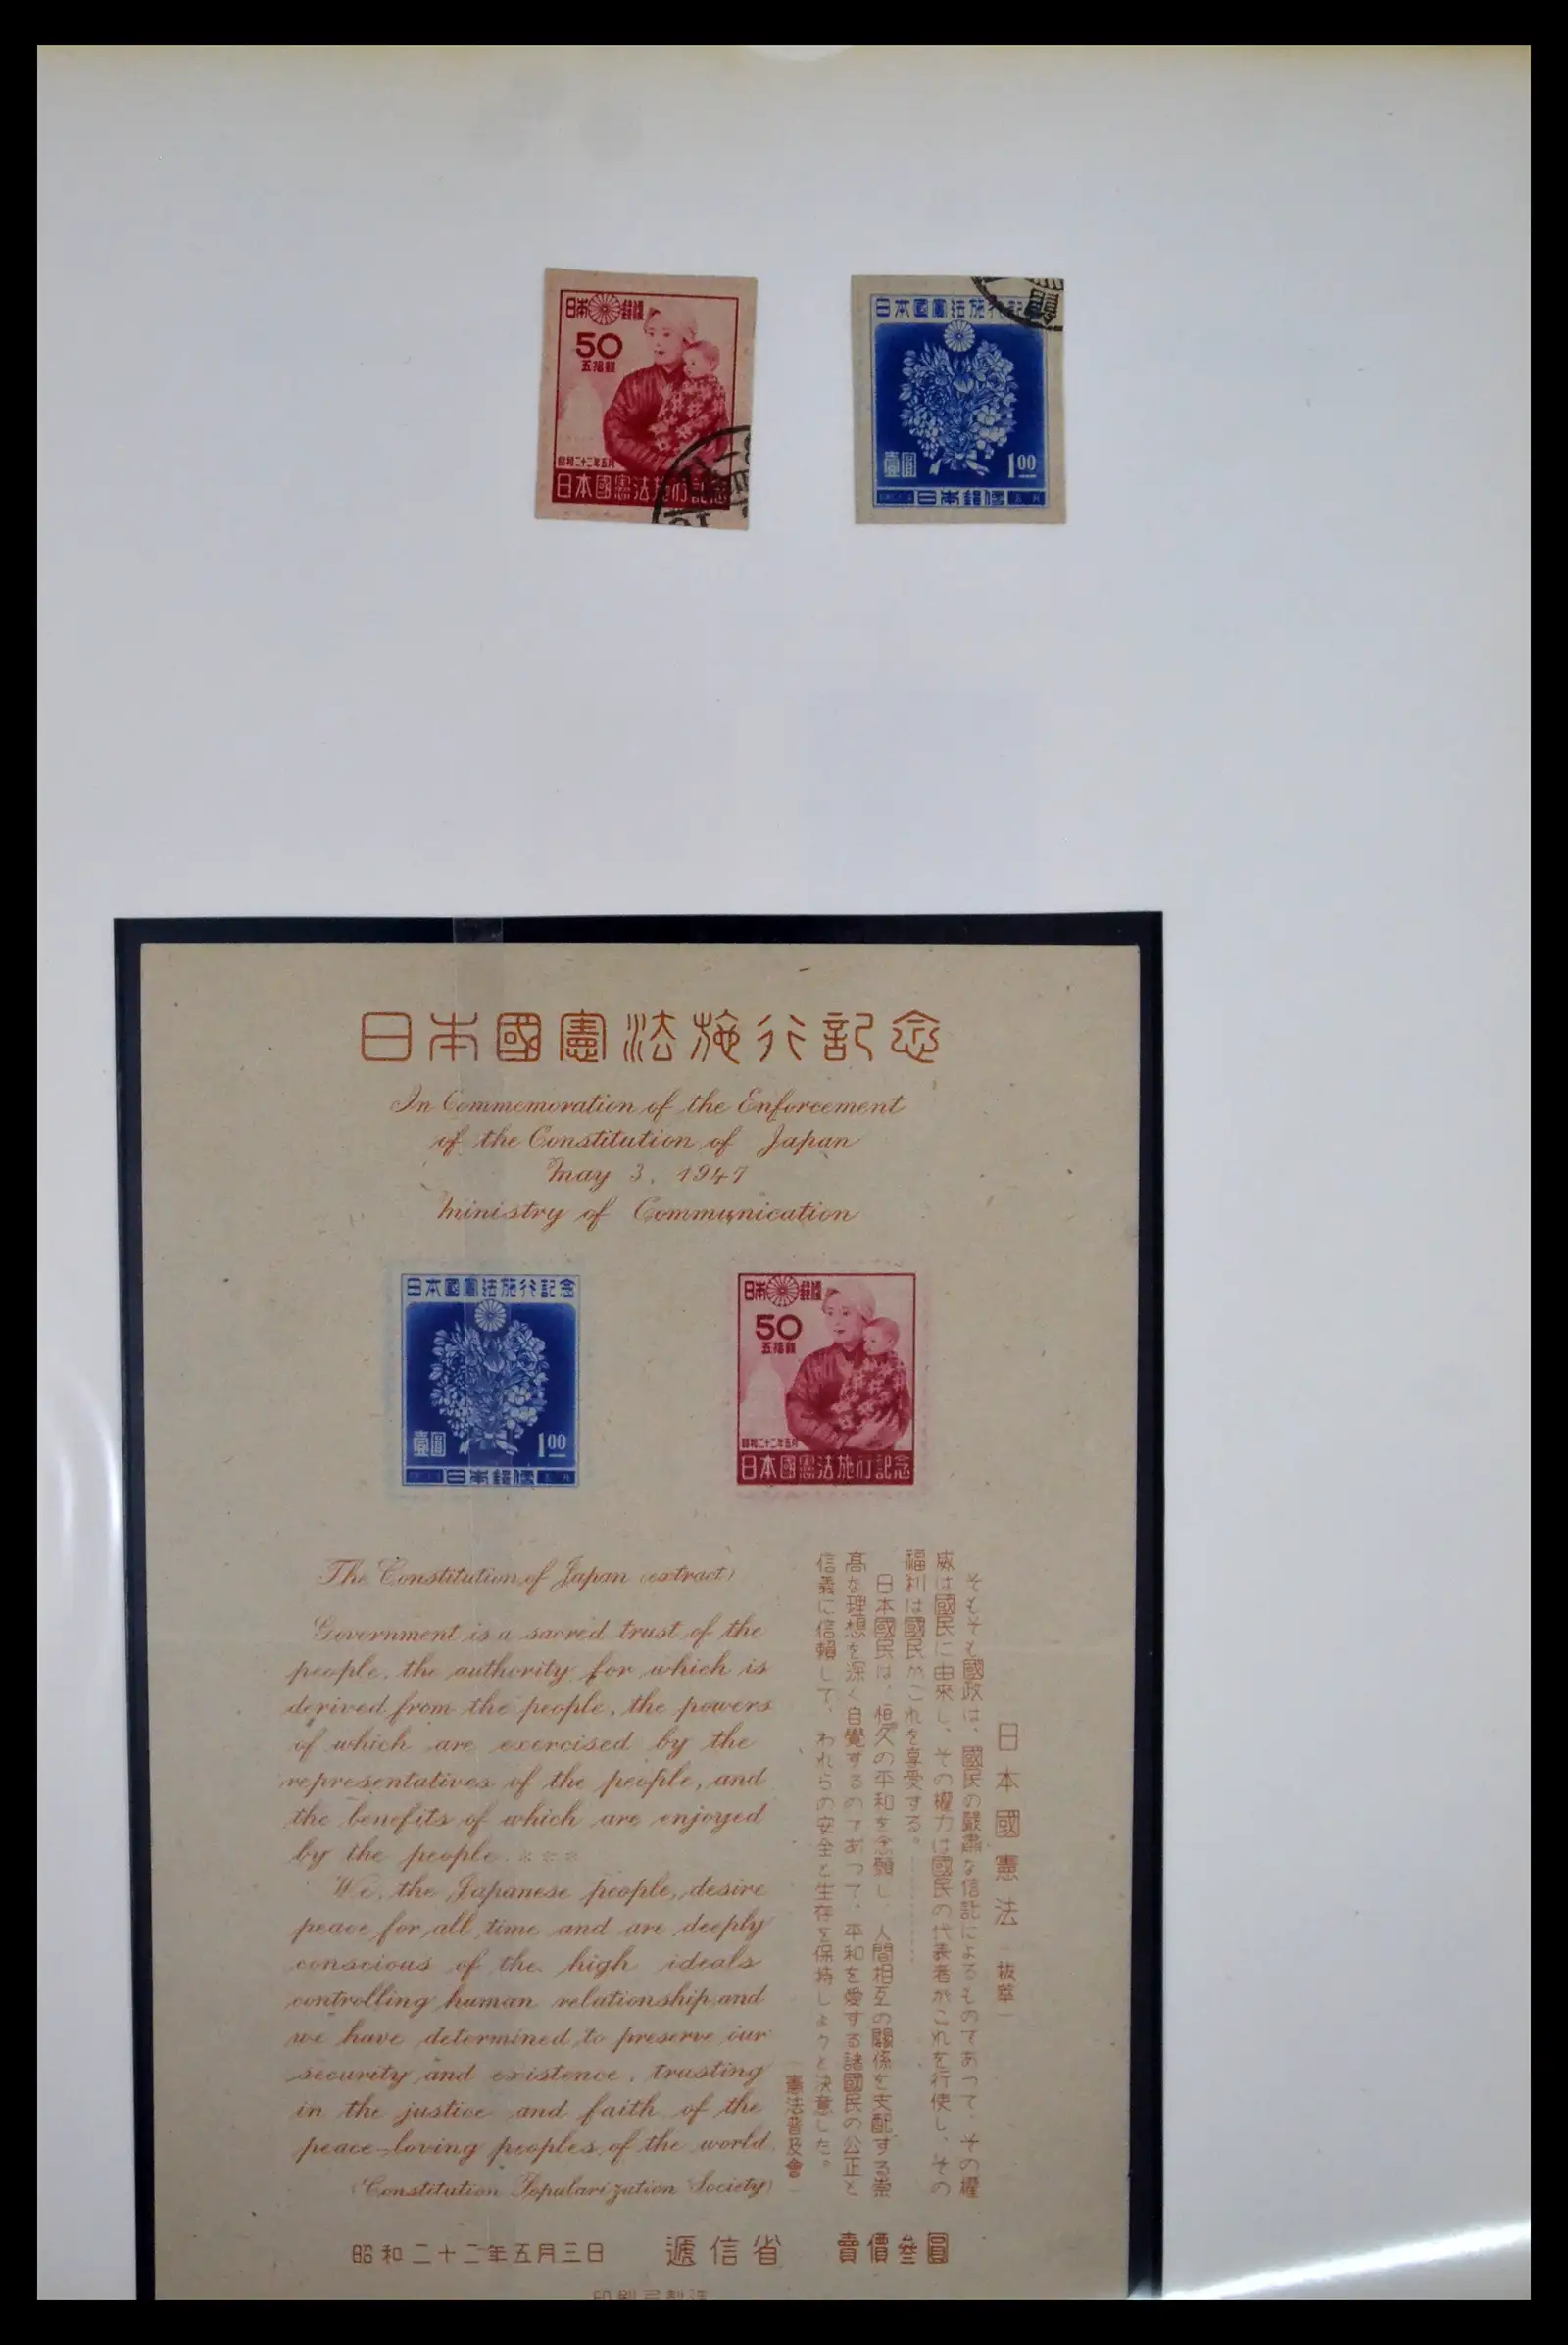 日本 郵便
50
五拾錢
昭和二十二年五月
日本國憲法施行記念
日本國憲法施行記
壹圓 1.00
日本郵便
日本國憲法施行記念
In Commemoration of the Enforcement
of the Constitution of Japan
May 3, 1947
Ministry of Communication
日本國憲法施行記念
壹圓 1.00
日本郵便
日本 郵便
50
五拾錢
昭和二十二年五月
日本國憲法施行記念
The Constitution of Japan (extract)
Government is a sacred trust of the
people, the authority for which is
derived from the people, the powers
of which are exercised by the
representatives of the people, and
the benefits of which are enjoyed
by the people.***
We, the Japanese people, desire
peace for all time and are deeply
conscious of the high ideals
controlling human relationship and
we have determined to preserve our
security and existence, trusting
in the justice and faith of the
peace-loving peoples of the world.
(Constitution Popularization Society)
日本國憲法 ―抜萃―
そもそも國政は、國民の嚴肅な信託によるものであつて、その權
威は國民に由來し、その權力は國民の代表者がこれを行使し、その
福利は國民がこれを享受する。…………
日本國民は、恒久の平和を念願し、人間相互の關係を支配する崇
高な理想を深く自覺するのであつて、平和を愛する諸國民の公正と
信義に信賴して、われらの安全と生存を保持しようと決意した。
―憲法普及會―
昭和二十二年五月三日 遞信省 賣價參圓
印刷局製造